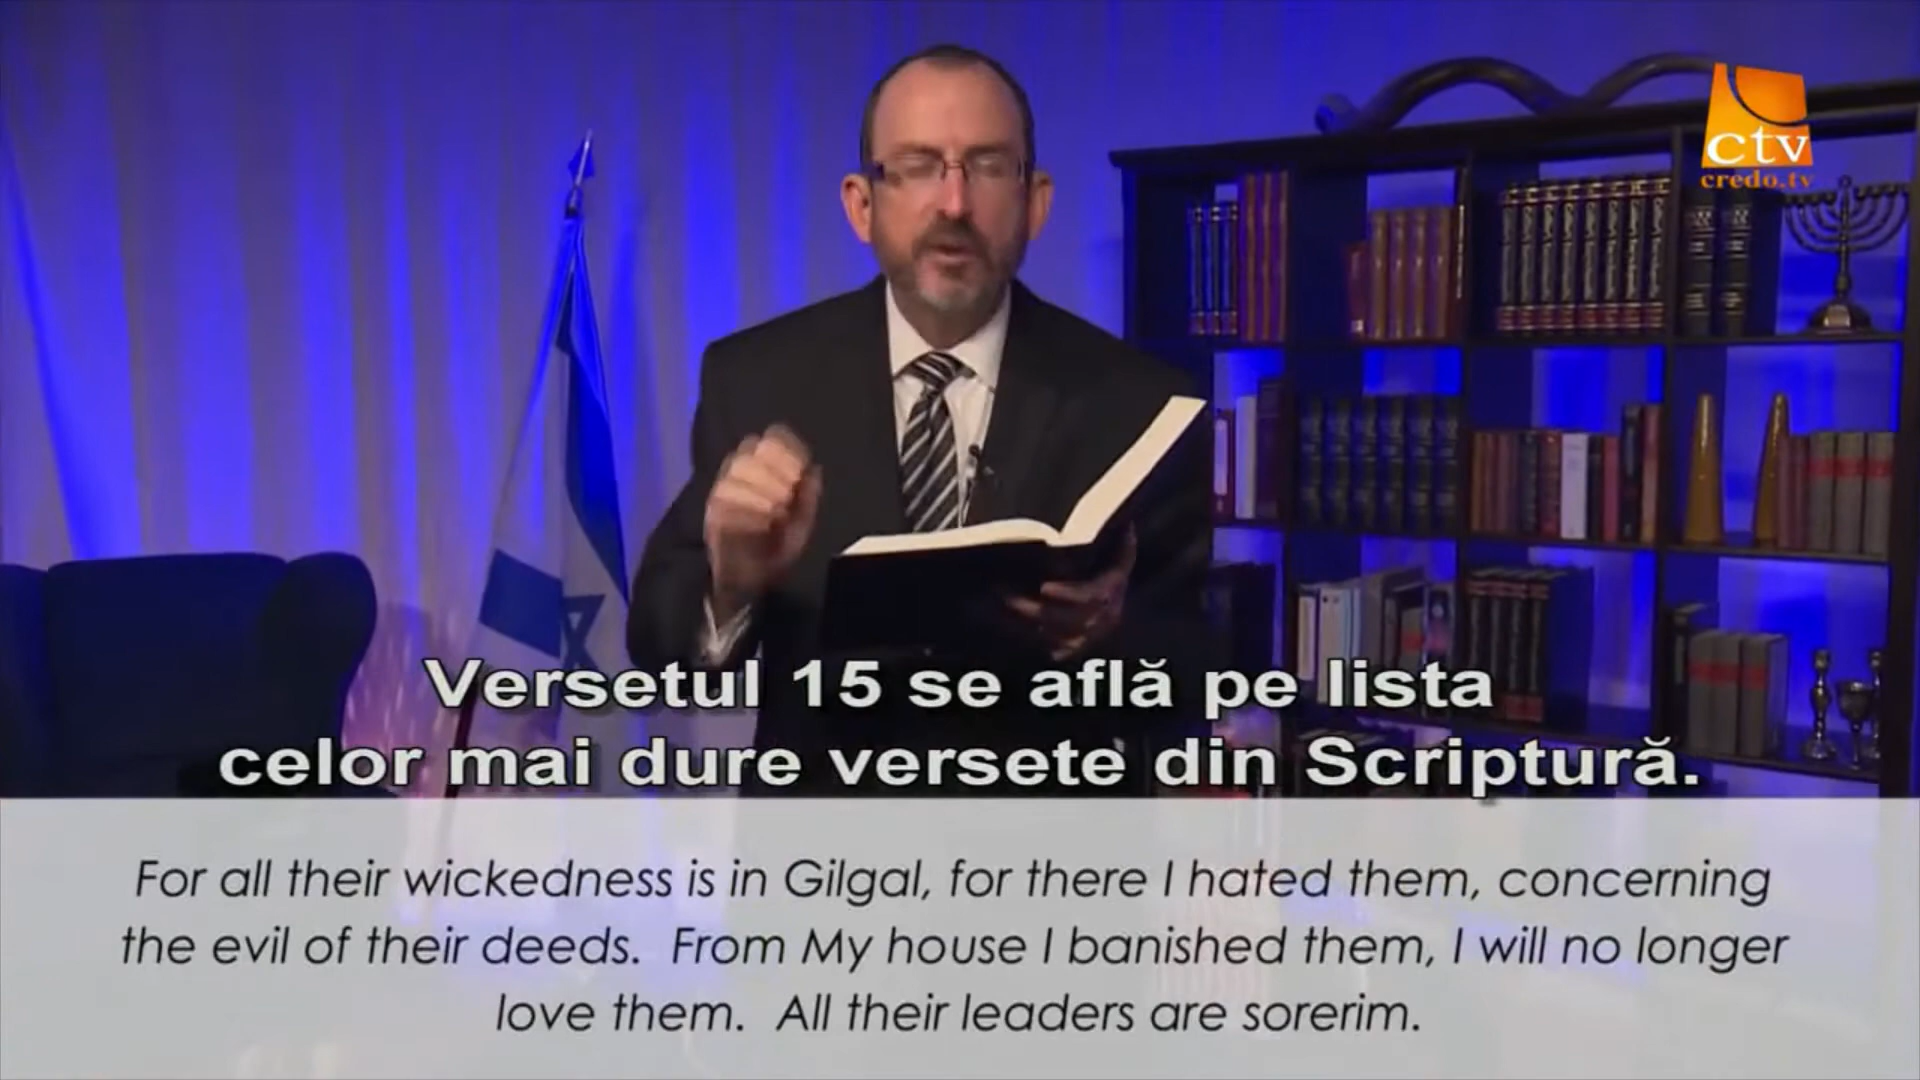 ctv
credo.tv
Versetul 15 se află pe lista
celor mai dure versete din Scriptură.
For all their wickedness is in Gilgal, for there I hated them, concerning
the evil of their deeds.  From My house I banished them, I will no longer
love them.  All their leaders are sorerim.